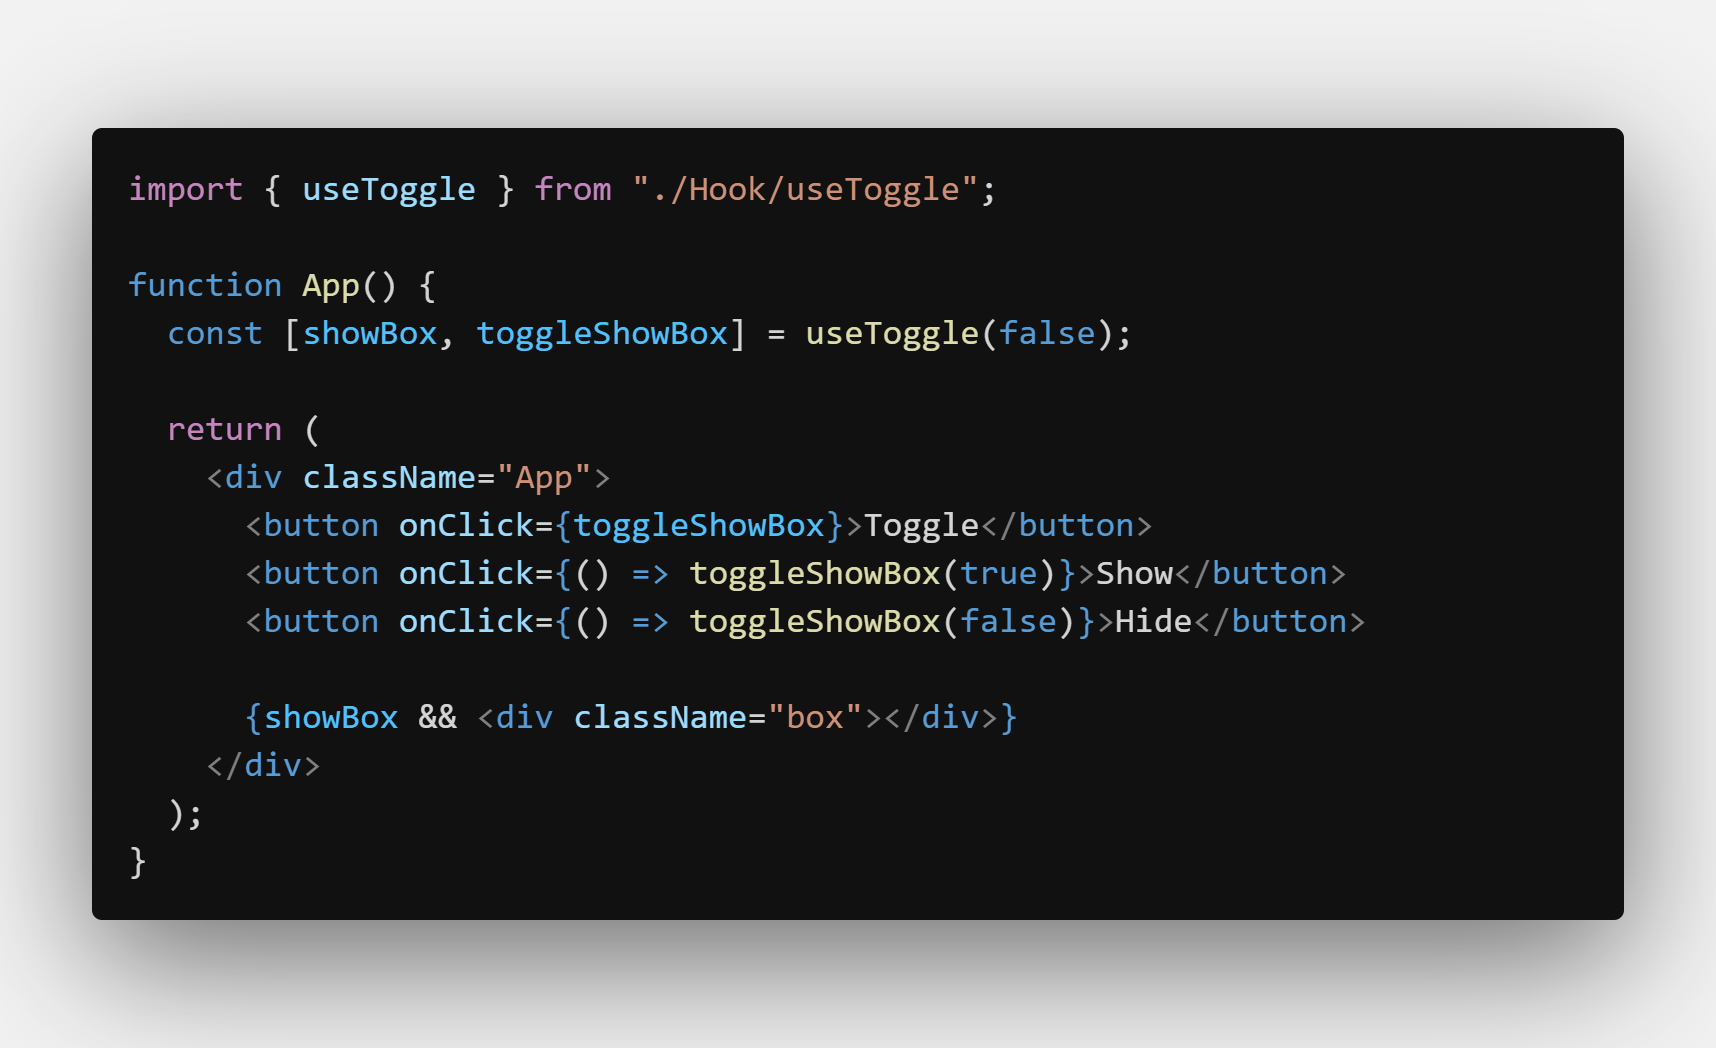 import { useToggle } from "./Hook/useToggle";
function App() {
  const [showBox, toggleShowBox] = useToggle(false);
  return (
    <div className="App">
      <button onClick={toggleShowBox}>Toggle</button>
      <button onClick={() => toggleShowBox(true)}>Show</button>
      <button onClick={() => toggleShowBox(false)}>Hide</button>
      {showBox && <div className="box"></div>}
    </div>
  );
}